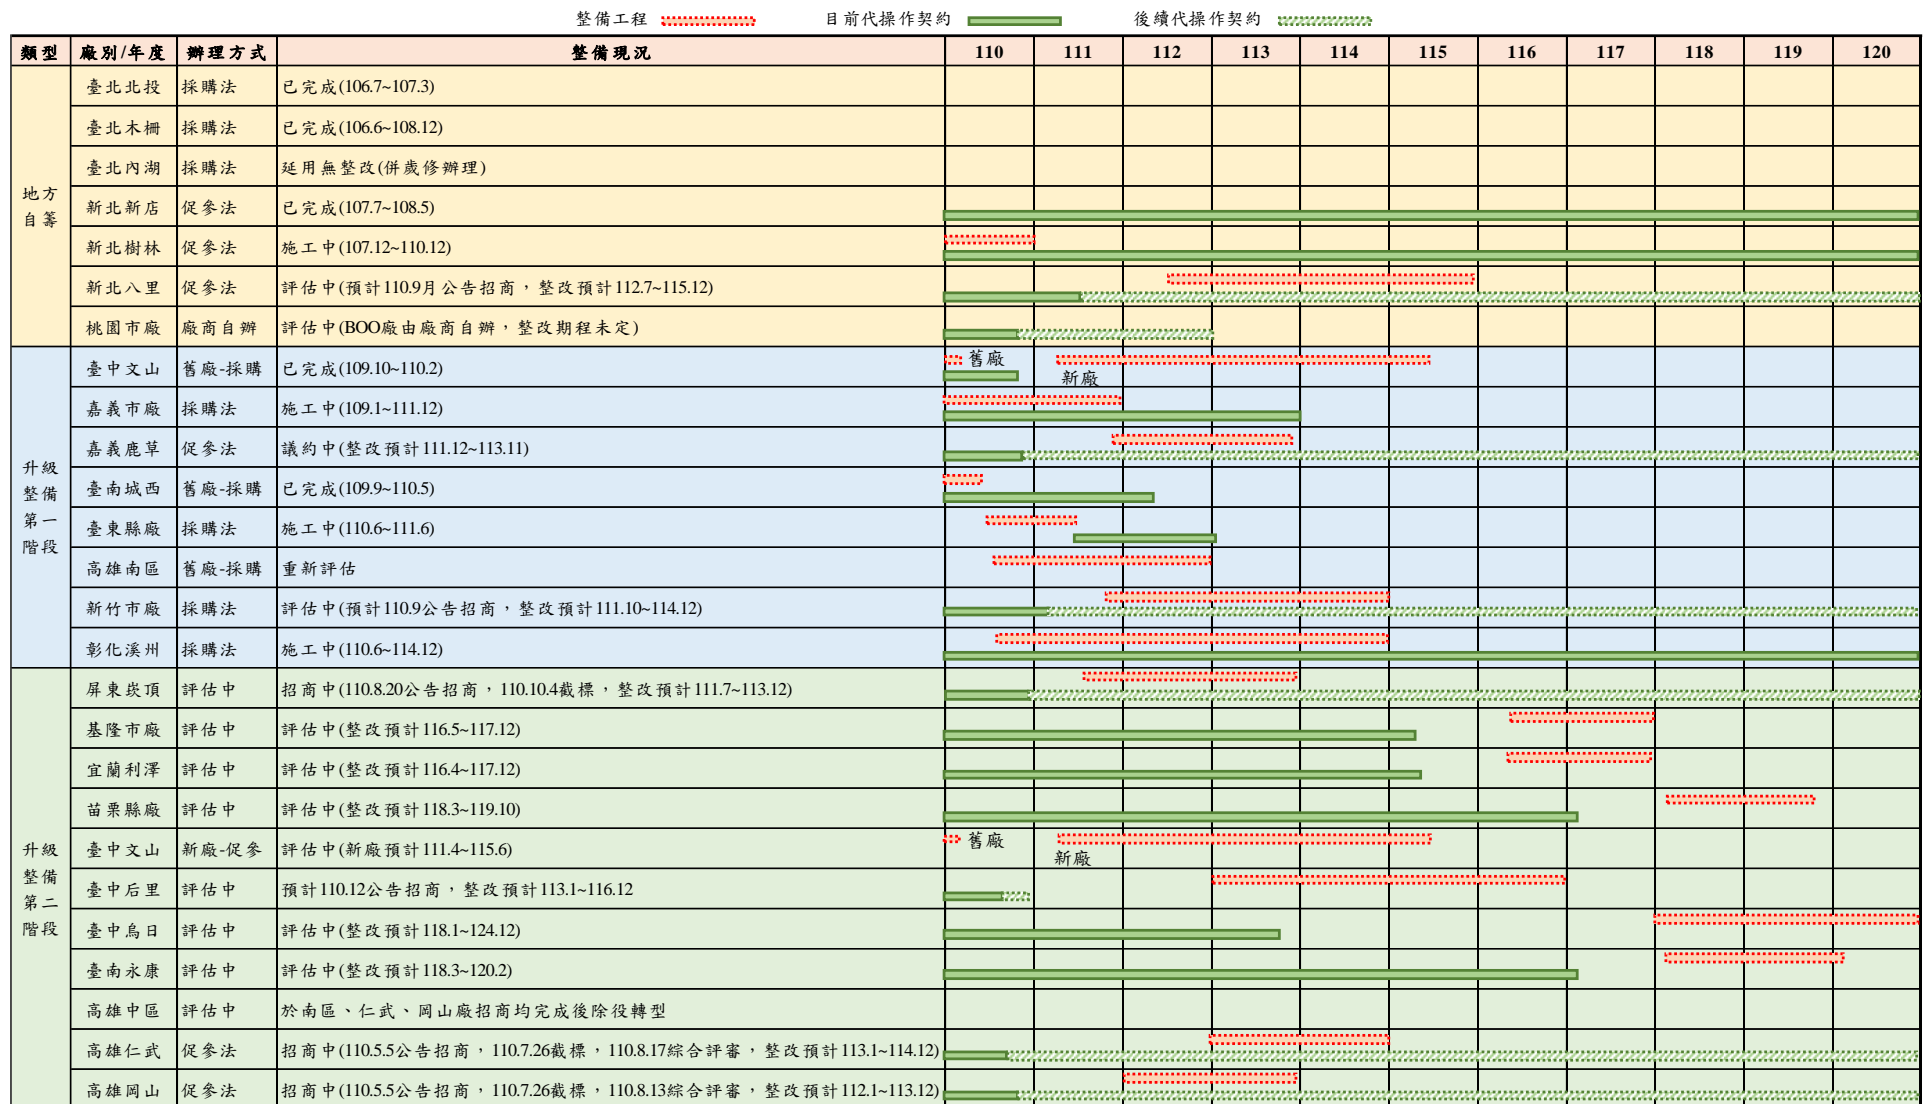 整備工程 目前代操作契約 後續代操作契約
類型 廠別/年度 辦理方式 整備現況 110 111 112 113 114 115 116 117 118 119 120
地方自籌
臺北北投 採購法 已完成(106.7~107.3)
臺北木柵 採購法 已完成(106.6~108.12)
臺北內湖 採購法 延用無整改(併歲修辦理)
新北新店 促參法 已完成(107.7~108.5)
新北樹林 促參法 施工中(107.12~110.12)
新北八里 促參法 評估中(預計110.9月公告招商，整改預計112.7~115.12)
桃園市廠 廠商自辦 評估中(BOO廠由廠商自辦，整改期程未定)
升級整備第一階段
臺中文山 舊廠-採購 已完成(109.10~110.2) 舊廠 新廠
嘉義市廠 採購法 施工中(109.1~111.12)
嘉義鹿草 促參法 議約中(整改預計111.12~113.11)
臺南城西 舊廠-採購 已完成(109.9~110.5)
臺東縣廠 採購法 施工中(110.6~111.6)
高雄南區 舊廠-採購 重新評估
新竹市廠 採購法 評估中(預計110.9公告招商，整改預計111.10~114.12)
彰化溪州 採購法 施工中(110.6~114.12)
升級整備第二階段
屏東崁頂 評估中 招商中(110.8.20公告招商，110.10.4截標，整改預計111.7~113.12)
基隆市廠 評估中 評估中(整改預計116.5~117.12)
宜蘭利澤 評估中 評估中(整改預計116.4~117.12)
苗栗縣廠 評估中 評估中(整改預計118.3~119.10)
臺中文山 新廠-促參 評估中(新廠預計111.4~115.6) 舊廠 新廠
臺中后里 評估中 預計110.12公告招商，整改預計113.1~116.12
臺中烏日 評估中 評估中(整改預計118.1~124.12)
臺南永康 評估中 評估中(整改預計118.3~120.2)
高雄中區 評估中 於南區、仁武、岡山廠招商均完成後除役轉型
高雄仁武 促參法 招商中(110.5.5公告招商，110.7.26截標，110.8.17綜合評審，整改預計113.1~114.12)
高雄岡山 促參法 招商中(110.5.5公告招商，110.7.26截標，110.8.13綜合評審，整改預計112.1~113.12)